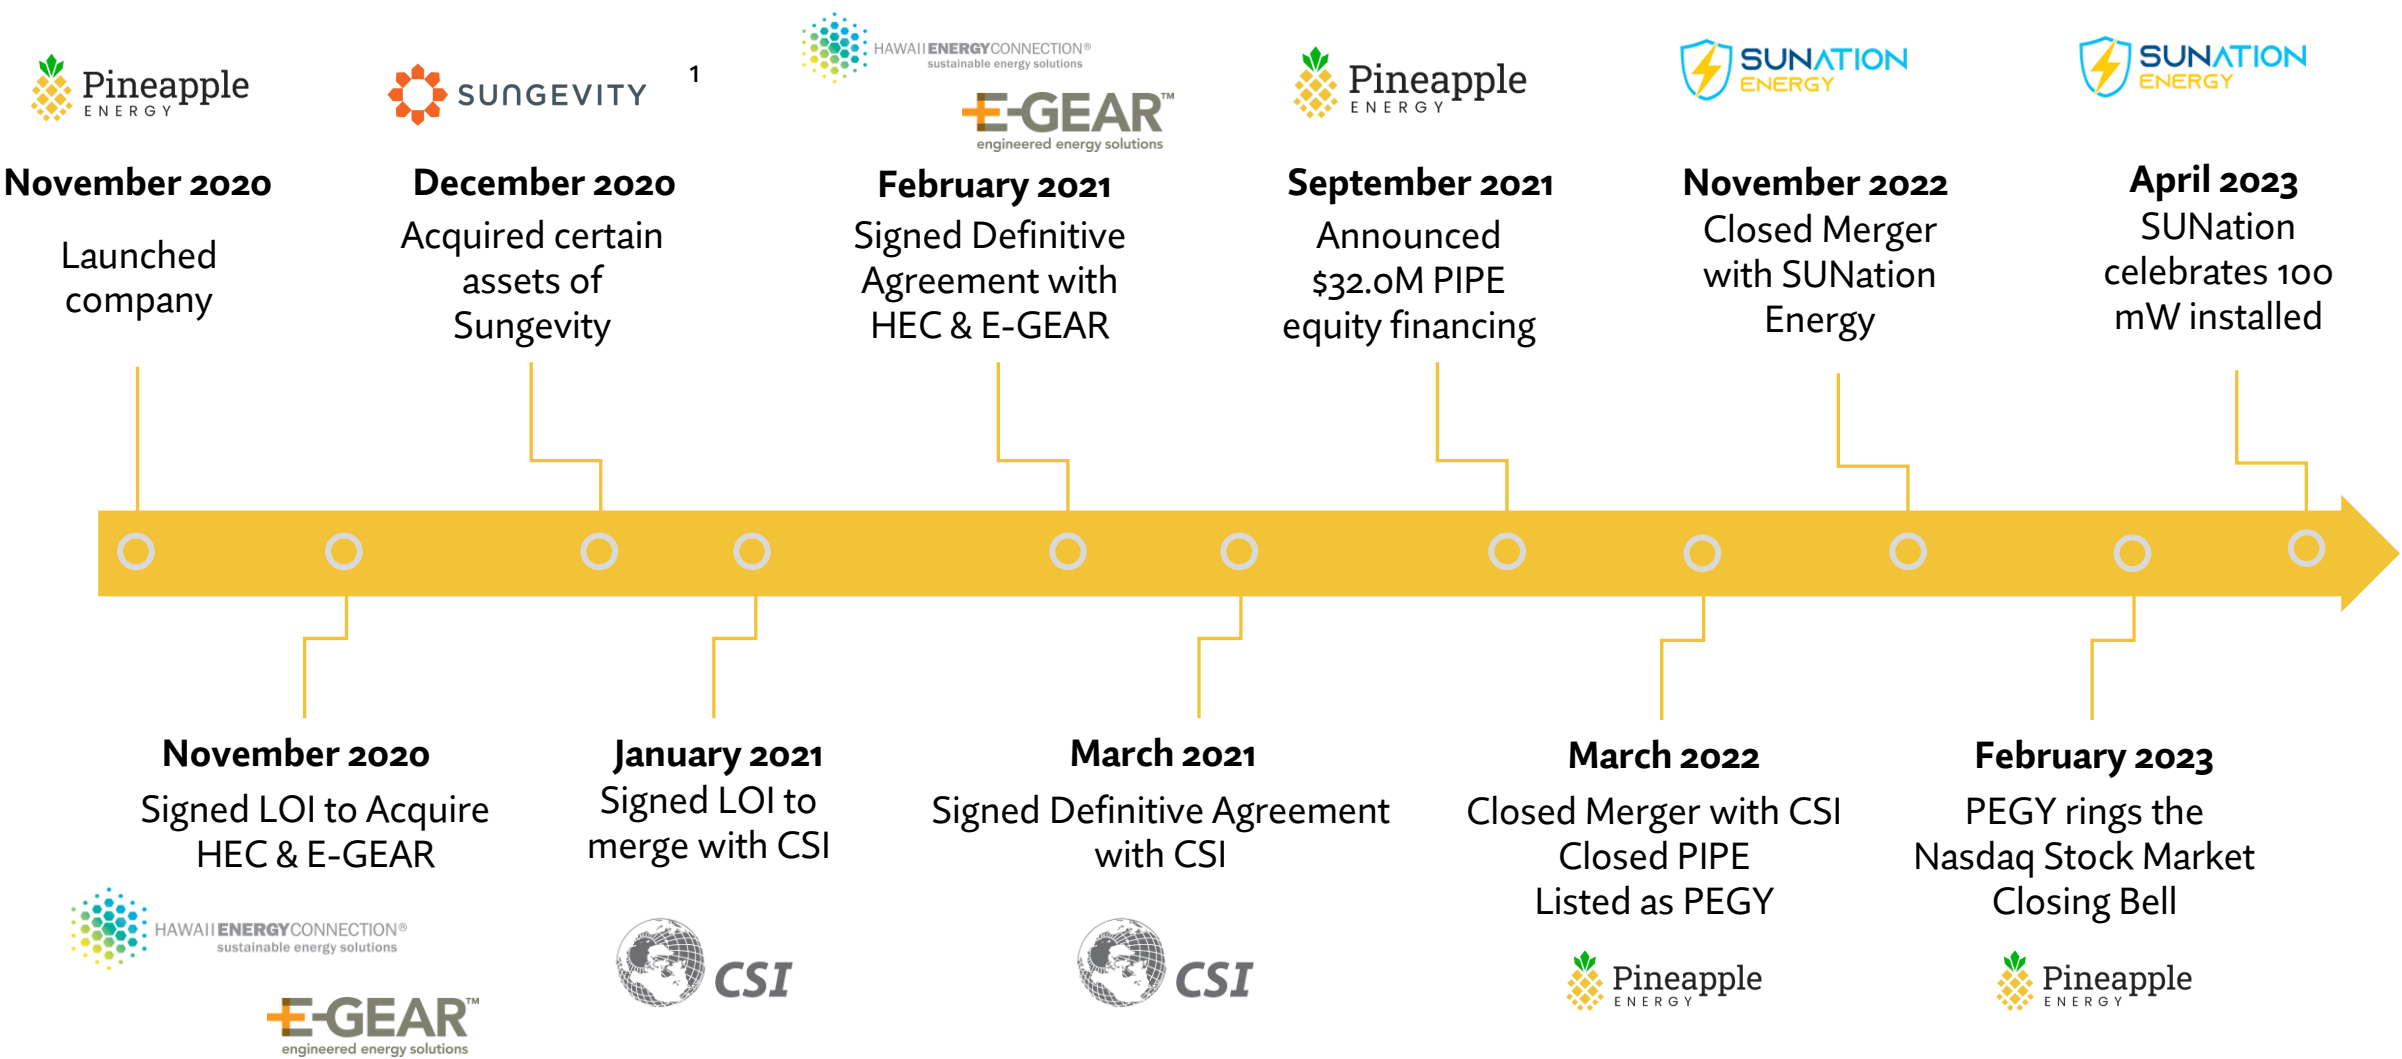 Pineapple
ENERGY
November 2020
Launched
company
SUNGEVITY 1
December 2020
Acquired certain
assets of
Sungevity
HAWAII ENERGY CONNECTION®
sustainable energy solutions
E-GEAR™
engineered energy solutions
February 2021
Signed Definitive
Agreement with
HEC & E-GEAR
Pineapple
ENERGY
September 2021
Announced
$32.0M PIPE
equity financing
SUNATION
ENERGY
November 2022
Closed Merger
with SUNation
Energy
SUNATION
ENERGY
April 2023
SUNation
celebrates 100
mW installed
November 2020
Signed LOI to Acquire
HEC & E-GEAR
HAWAII ENERGY CONNECTION®
sustainable energy solutions
E-GEAR™
engineered energy solutions
January 2021
Signed LOI to
merge with CSI
CSI
March 2021
Signed Definitive Agreement
with CSI
CSI
March 2022
Closed Merger with CSI
Closed PIPE
Listed as PEGY
Pineapple
ENERGY
February 2023
PEGY rings the
Nasdaq Stock Market
Closing Bell
Pineapple
ENERGY